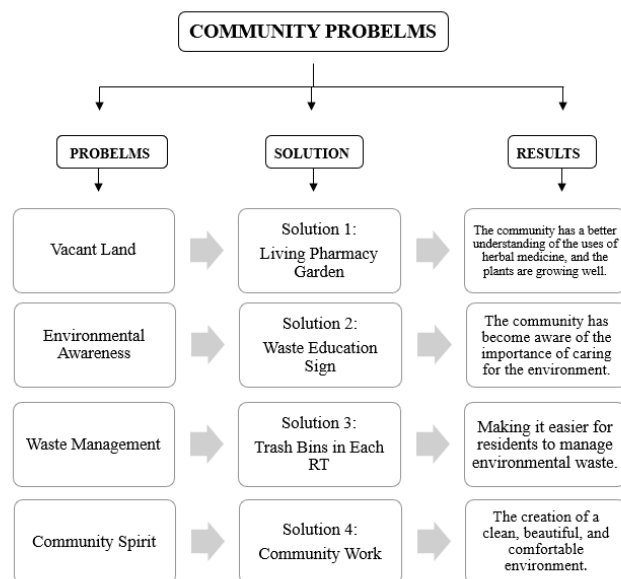 COMMUNITY PROBELMS
PROBELMS
SOLUTION
RESULTS
Vacant Land
Solution 1:
Living Pharmacy
Garden
The community has a better
understanding of the uses of
herbal medicine, and the
plants are growing well.
Environmental
Awareness
Solution 2:
Waste Education
Sign
The community has
become aware of the
importance of caring
for the environment.
Waste Management
Solution 3:
Trash Bins in Each
RT
Making it easier for
residents to manage
environmental waste.
Community Spirit
Solution 4:
Community Work
The creation of a
clean, beautiful, and
comfortable
environment.